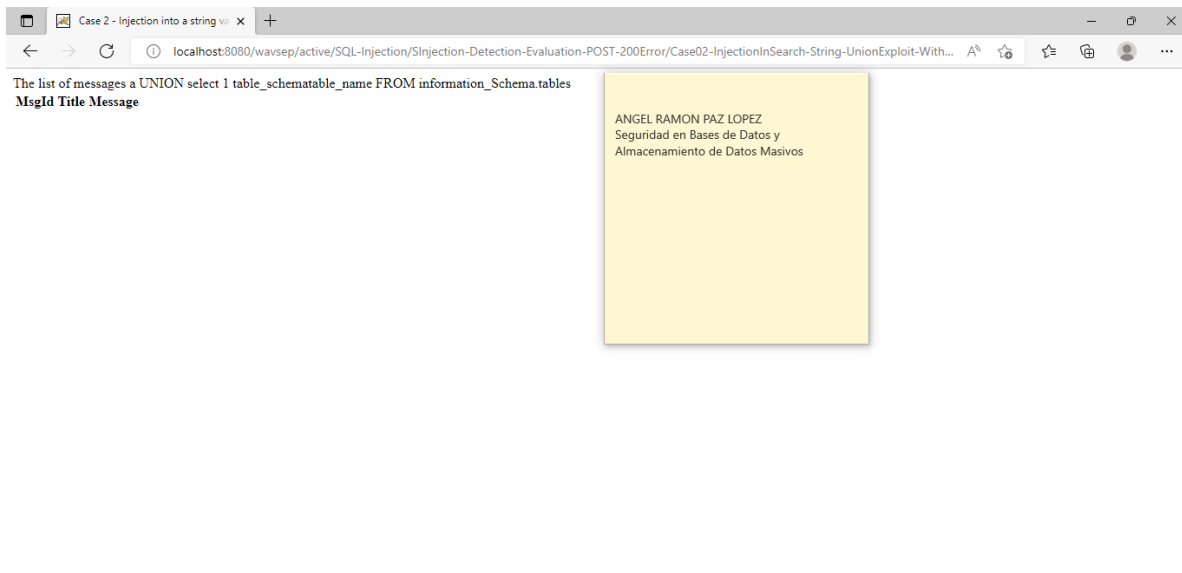 Case 2 - Injection into a string va
localhost:8080/wavsep/active/SQL-Injection/SInjection-Detection-Evaluation-POST-200Error/Case02-InjectionInSearch-String-UnionExploit-With...
The list of messages a UNION select 1 table_schematable_name FROM information_Schema.tables
MsgId Title Message
ANGEL RAMON PAZ LOPEZ
Seguridad en Bases de Datos y
Almacenamiento de Datos Masivos